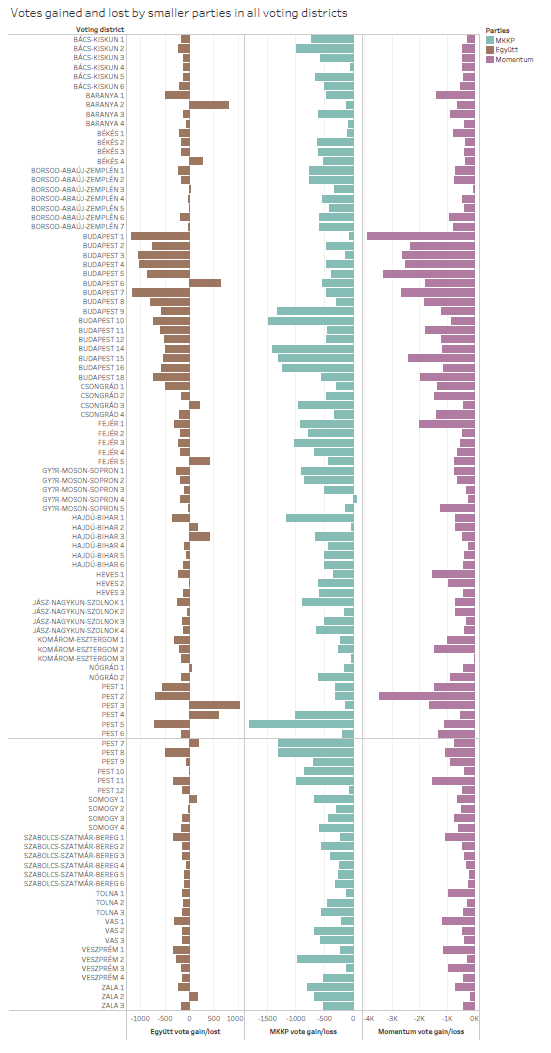 Votes gained and lost by smaller parties in all voting districts
Parties
MKKP
Együtt
Momentum
Voting district
BÁCS-KISKUN 1
BÁCS-KISKUN 2
BÁCS-KISKUN 3
BÁCS-KISKUN 4
BÁCS-KISKUN 5
BÁCS-KISKUN 6
BARANYA 1
BARANYA 2
BARANYA 3
BARANYA 4
BÉKÉS 1
BÉKÉS 2
BÉKÉS 3
BÉKÉS 4
BORSOD-ABAÚJ-ZEMPLÉN 1
BORSOD-ABAÚJ-ZEMPLÉN 2
BORSOD-ABAÚJ-ZEMPLÉN 3
BORSOD-ABAÚJ-ZEMPLÉN 4
BORSOD-ABAÚJ-ZEMPLÉN 5
BORSOD-ABAÚJ-ZEMPLÉN 6
BORSOD-ABAÚJ-ZEMPLÉN 7
BUDAPEST 1
BUDAPEST 2
BUDAPEST 3
BUDAPEST 4
BUDAPEST 5
BUDAPEST 6
BUDAPEST 7
BUDAPEST 8
BUDAPEST 9
BUDAPEST 10
BUDAPEST 11
BUDAPEST 12
BUDAPEST 14
BUDAPEST 15
BUDAPEST 16
BUDAPEST 18
CSONGRÁD 1
CSONGRÁD 2
CSONGRÁD 3
CSONGRÁD 4
FEJÉR 1
FEJÉR 2
FEJÉR 3
FEJÉR 4
FEJÉR 5
GY?R-MOSON-SOPRON 1
GY?R-MOSON-SOPRON 2
GY?R-MOSON-SOPRON 3
GY?R-MOSON-SOPRON 4
GY?R-MOSON-SOPRON 5
HAJDÚ-BIHAR 1
HAJDÚ-BIHAR 2
HAJDÚ-BIHAR 3
HAJDÚ-BIHAR 4
HAJDÚ-BIHAR 5
HAJDÚ-BIHAR 6
HEVES 1
HEVES 2
HEVES 3
JÁSZ-NAGYKUN-SZOLNOK 1
JÁSZ-NAGYKUN-SZOLNOK 2
JÁSZ-NAGYKUN-SZOLNOK 3
JÁSZ-NAGYKUN-SZOLNOK 4
KOMÁROM-ESZTERGOM 1
KOMÁROM-ESZTERGOM 2
KOMÁROM-ESZTERGOM 3
NÓGRÁD 1
NÓGRÁD 2
PEST 1
PEST 2
PEST 3
PEST 4
PEST 5
PEST 6
PEST 7
PEST 8
PEST 9
PEST 10
PEST 11
PEST 12
SOMOGY 1
SOMOGY 2
SOMOGY 3
SOMOGY 4
SZABOLCS-SZATMÁR-BEREG 1
SZABOLCS-SZATMÁR-BEREG 2
SZABOLCS-SZATMÁR-BEREG 3
SZABOLCS-SZATMÁR-BEREG 4
SZABOLCS-SZATMÁR-BEREG 5
SZABOLCS-SZATMÁR-BEREG 6
TOLNA 1
TOLNA 2
TOLNA 3
VAS 1
VAS 2
VAS 3
VESZPRÉM 1
VESZPRÉM 2
VESZPRÉM 3
VESZPRÉM 4
ZALA 1
ZALA 2
ZALA 3
-1000 -500 0 500 1000 -1500 -1000 -500 0 -4K -3K -2K -1K 0K
Együtt vote gain/lost MKKP vote gain/loss Momentum vote gain/loss